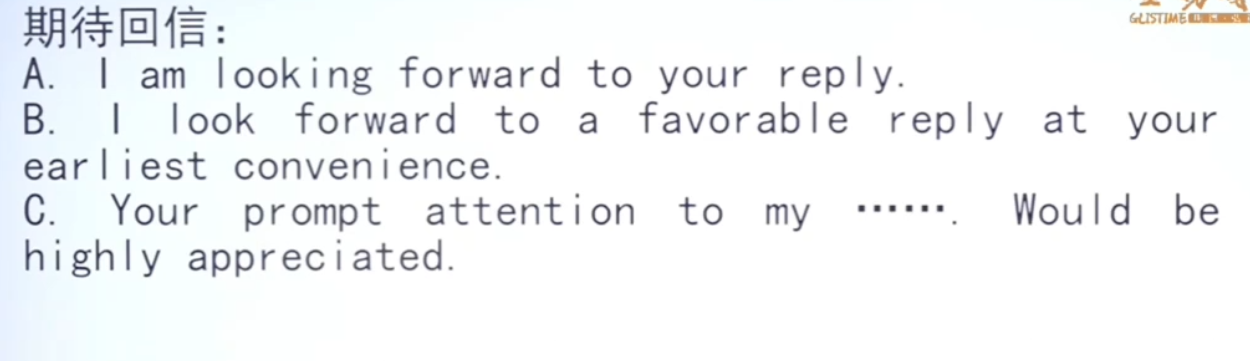 期待回信：
GLISTIME
A. I am looking forward to your reply.
B. I look forward to a favorable reply at your
earliest convenience.
C. Your prompt attention to my ……. Would be
highly appreciated.